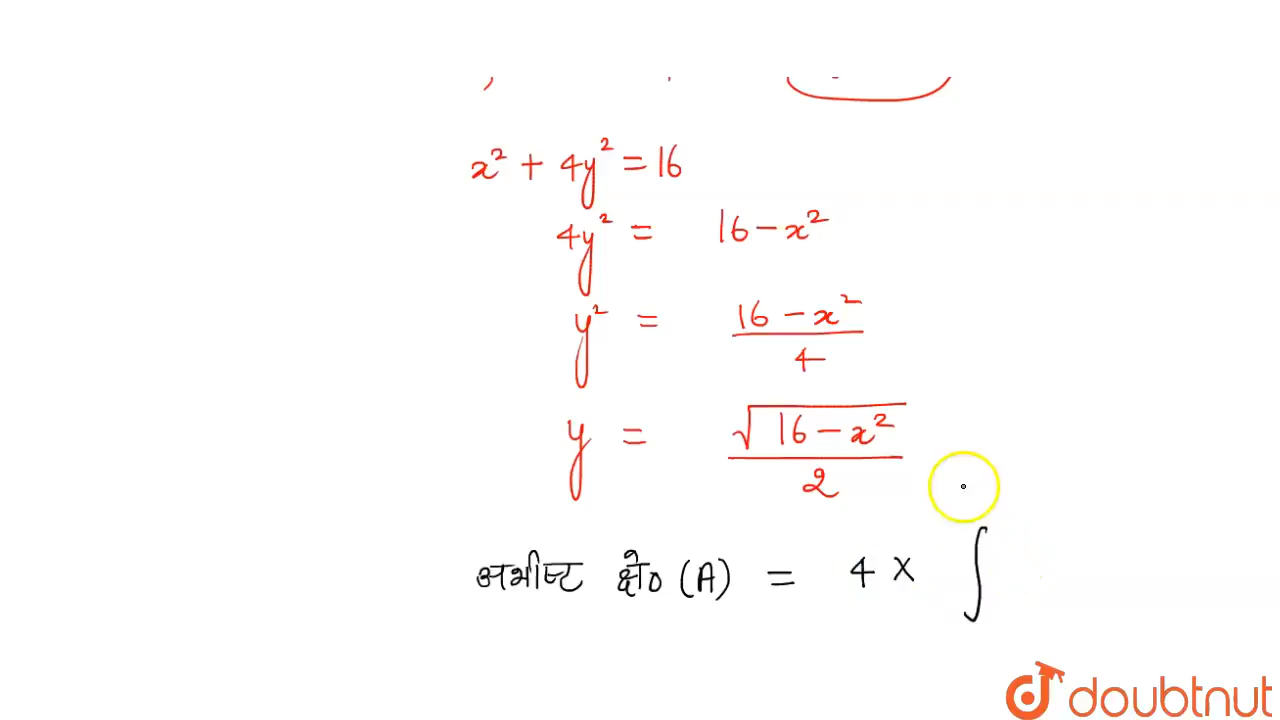 x² + 4y² = 16
4y² = 16 - x²
y² = (16 - x²)/4
y = √(16 - x²)/2
अभीष्ट क्षे० (A) = 4 × ∫
doubtnut